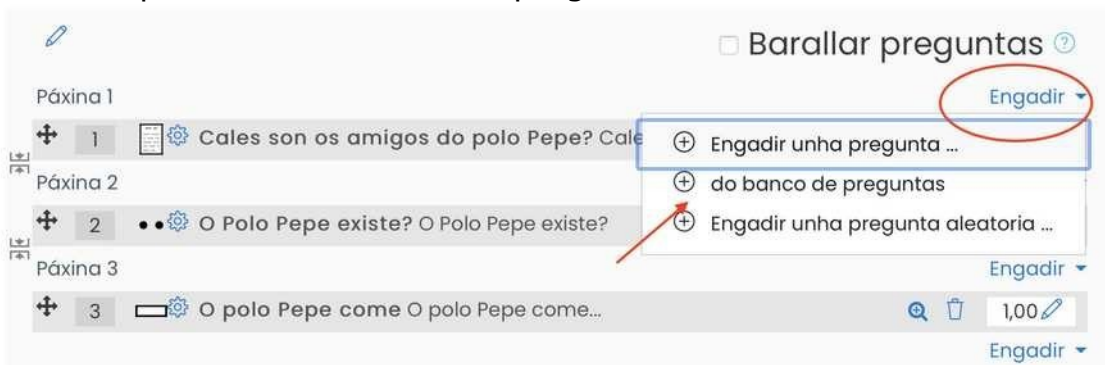 Barallar preguntas
Páxina 1 Engadir
1 Cales son os amigos do polo Pepe? Cale
Engadir unha pregunta ...
Páxina 2
do banco de preguntas
2 O Polo Pepe existe? O Polo Pepe existe?
Engadir unha pregunta aleatoria ...
Páxina 3 Engadir
3 O polo Pepe come O polo Pepe come... 1,00
Engadir